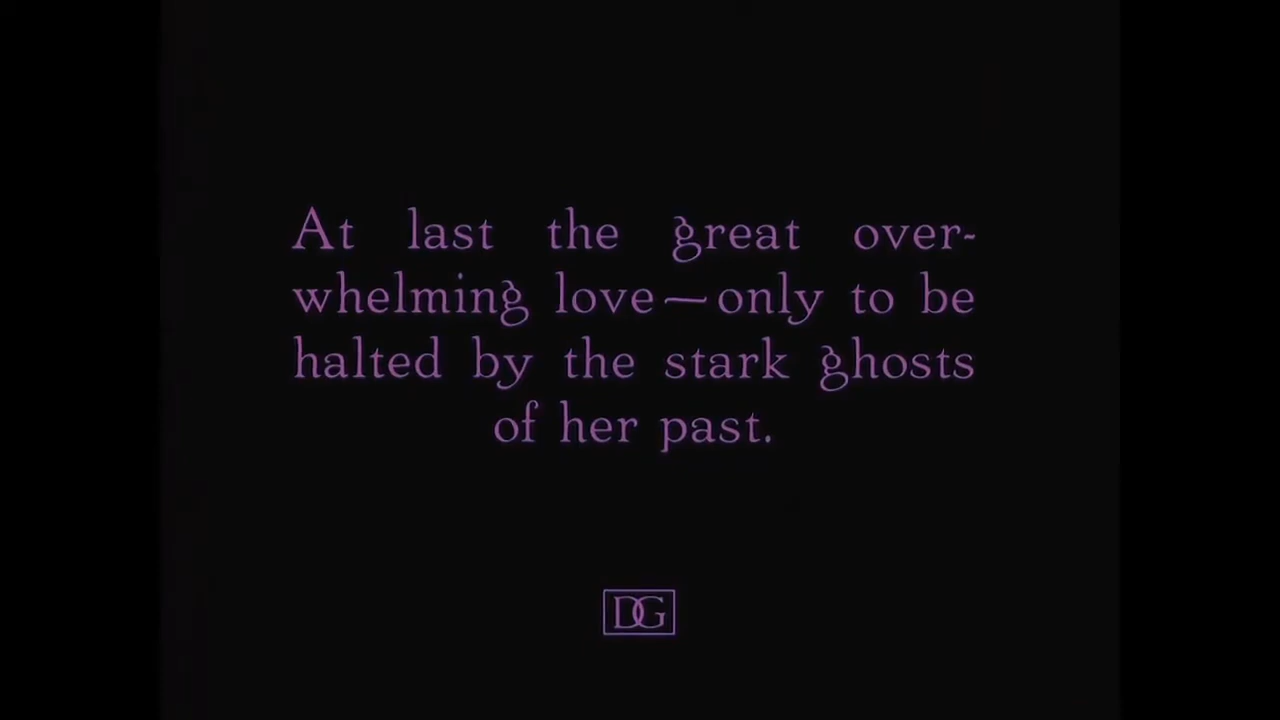 At last the great over-
whelming love—only to be
halted by the stark ghosts
of her past.
DG